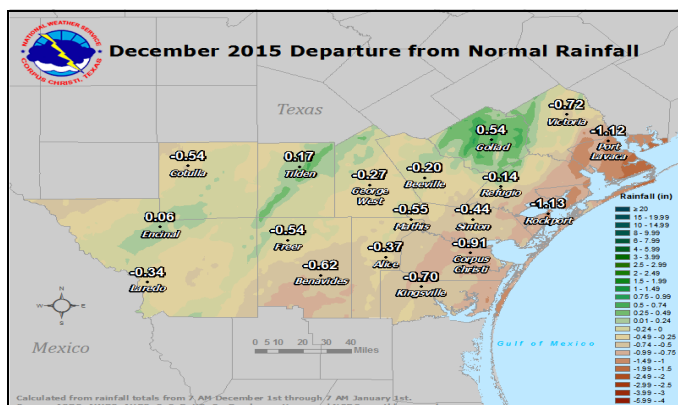 NATIONAL WEATHER SERVICE
CORPUS CHRISTI, TEXAS
December 2015 Departure from Normal Rainfall
Texas
-0.72
Victoria
0.54
Goliad
-1.12
Port
Lavaca
-0.54
Cotulla
0.17
Tilden
-0.27
George
West
-0.20
Beeville
-0.14
Refugio
Rainfall (in)
≥ 20
15 - 19.99
10 - 14.99
8 - 9.99
6 - 7.99
4 - 5.99
3 - 3.99
2.5 - 2.99
2 - 2.49
1.5 - 1.99
1 - 1.49
0.75 - 0.99
0.5 - 0.74
0.25 - 0.49
0.01 - 0.24
-0.24 - 0
-0.49 - -0.25
-0.74 - -0.5
-0.99 - -0.75
-1.49 - -1
-1.99 - -1.5
-2.49 - -2
-2.99 - -2.5
-3.99 - -3
-5.99 - -4
0.06
Encinal
-0.55
Mathis
-0.44
Sinton
-1.13
Rockport
-0.54
Freer
-0.37
Alice
-0.91
Corpus
Christi
-0.34
Laredo
-0.62
Benavides
-0.70
Kingsville
W
E
S
Mexico
0 5 10 20 30 40
Miles
Gulf of Mexico
Calculated from rainfall totals from 7 AM December 1st through 7 AM January 1st.